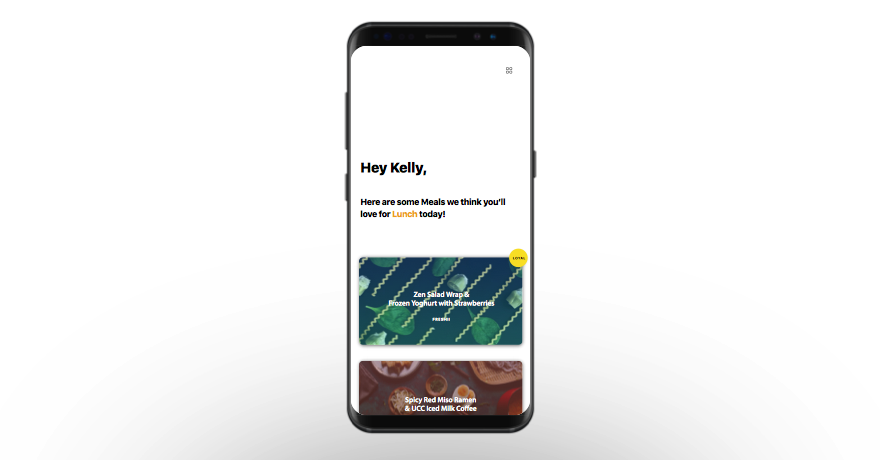 Hey Kelly,
Here are some Meals we think you'll
love for Lunch today!
LOYAL
Zen Salad Wrap &
Frozen Yoghurt with Strawberries
FRESHII
Spicy Red Miso Ramen
& UCC Iced Milk Coffee